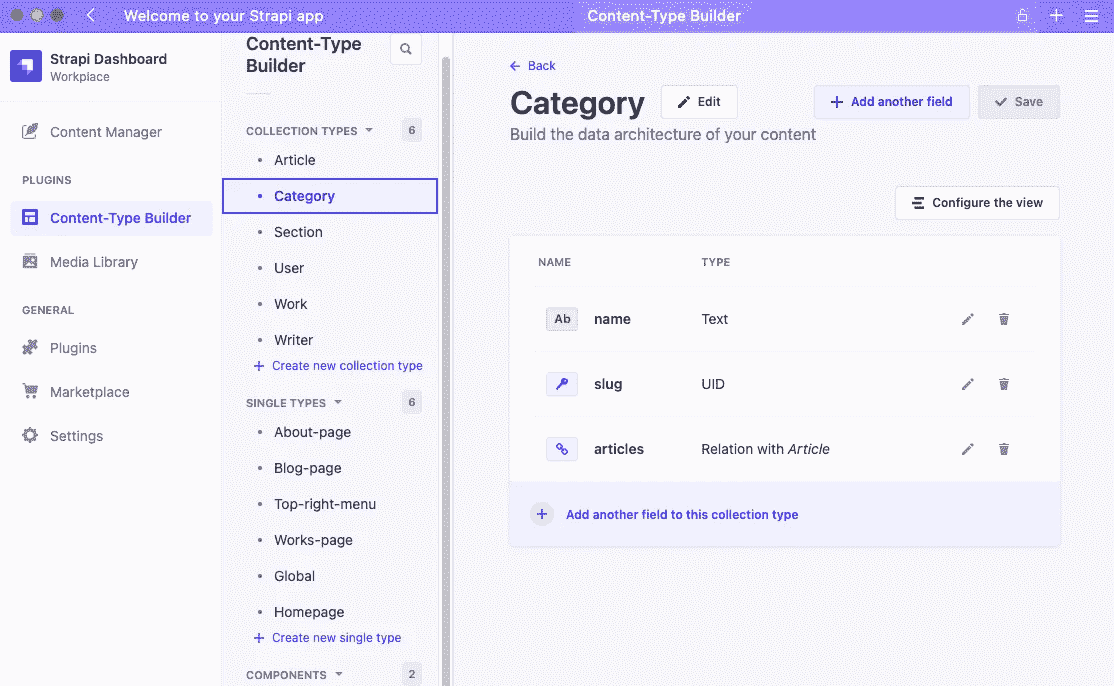 Welcome to your Strapi app
Content-Type Builder
Strapi Dashboard
Workplace
Content Manager
PLUGINS
Content-Type Builder
Media Library
GENERAL
Plugins
Marketplace
Settings
Content-Type
Builder
COLLECTION TYPES 6
Article
Category
Section
User
Work
Writer
Create new collection type
SINGLE TYPES 6
About-page
Blog-page
Top-right-menu
Works-page
Global
Homepage
Create new single type
COMPONENTS 2
Back
Category
Edit
Add another field
Save
Build the data architecture of your content
Configure the view
NAME TYPE
Ab name Text
slug UID
articles Relation with Article
Add another field to this collection type